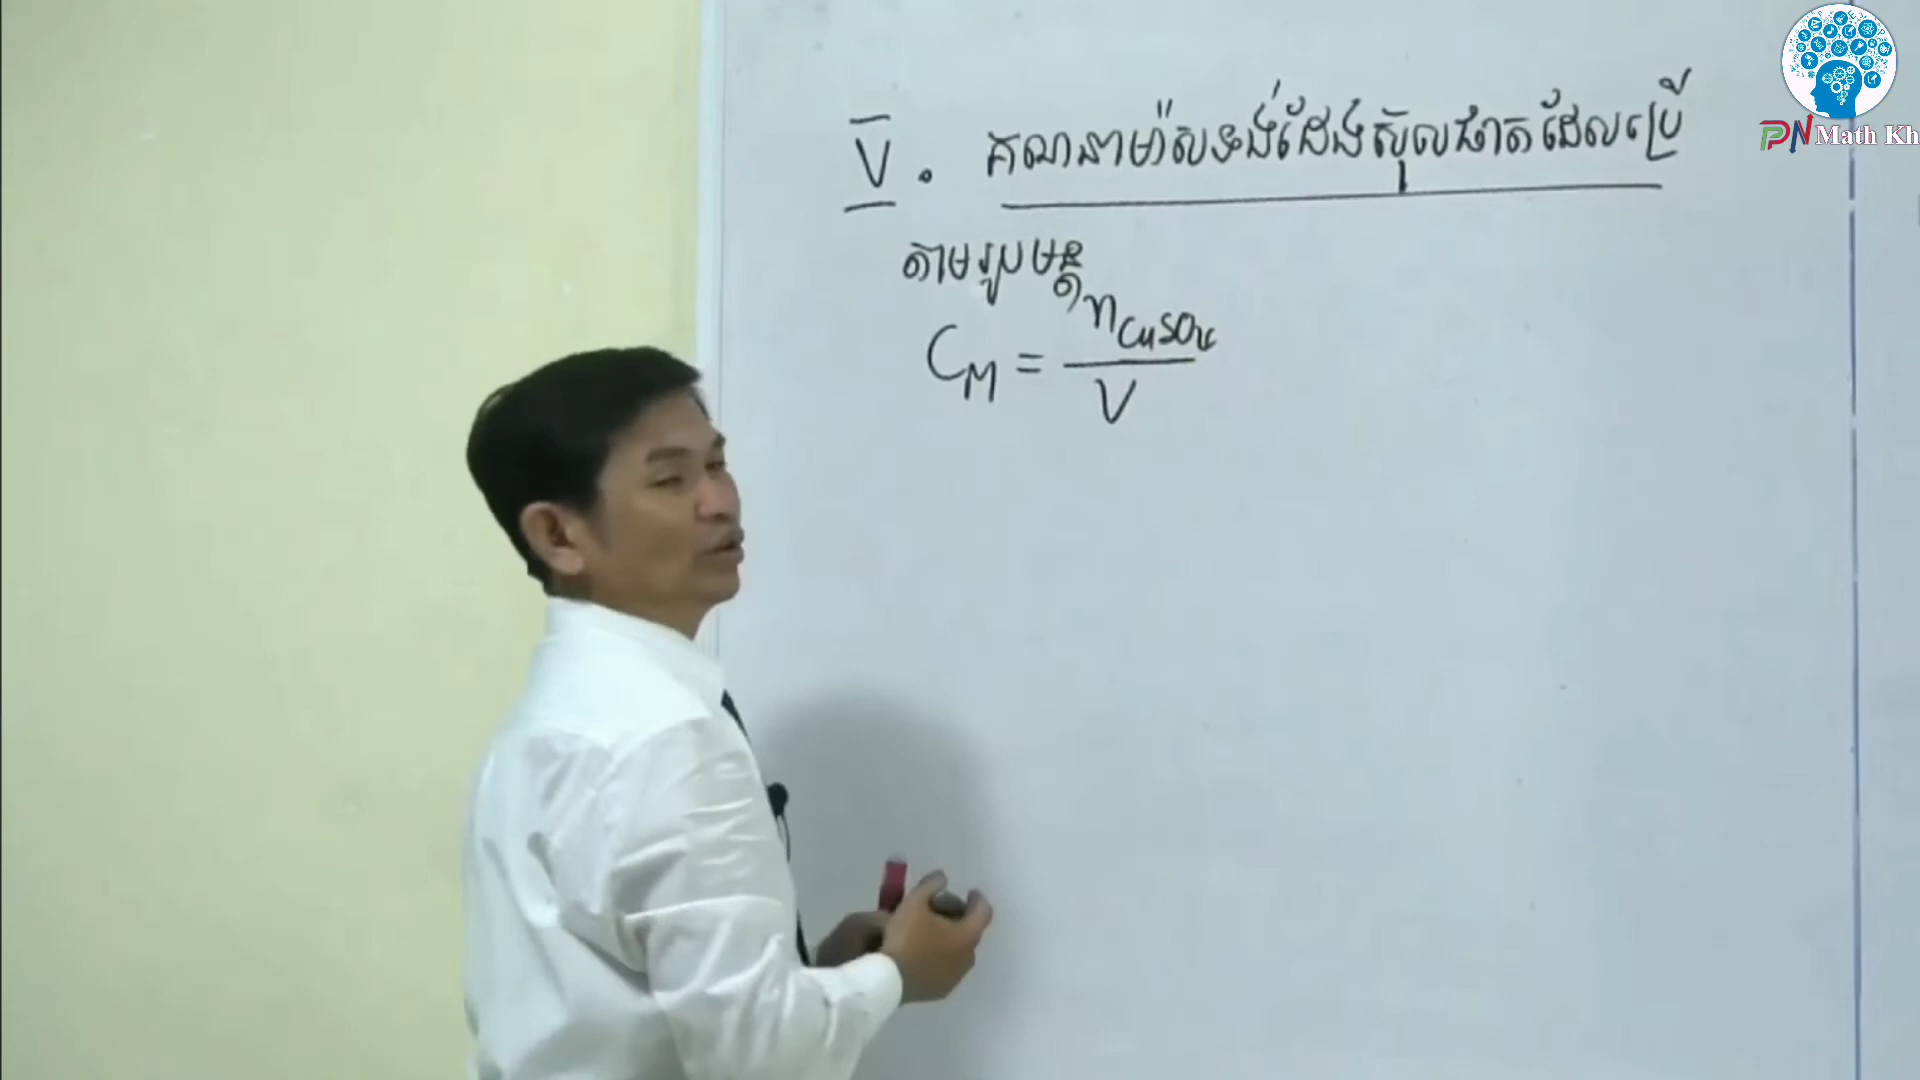 V. គណនាម៉ាសទង់ដែងស៊ុលផាតដែលប្រើ
តាមរូបមន្ត
C_M = n_CuSO₄ / V
PN Math Kh